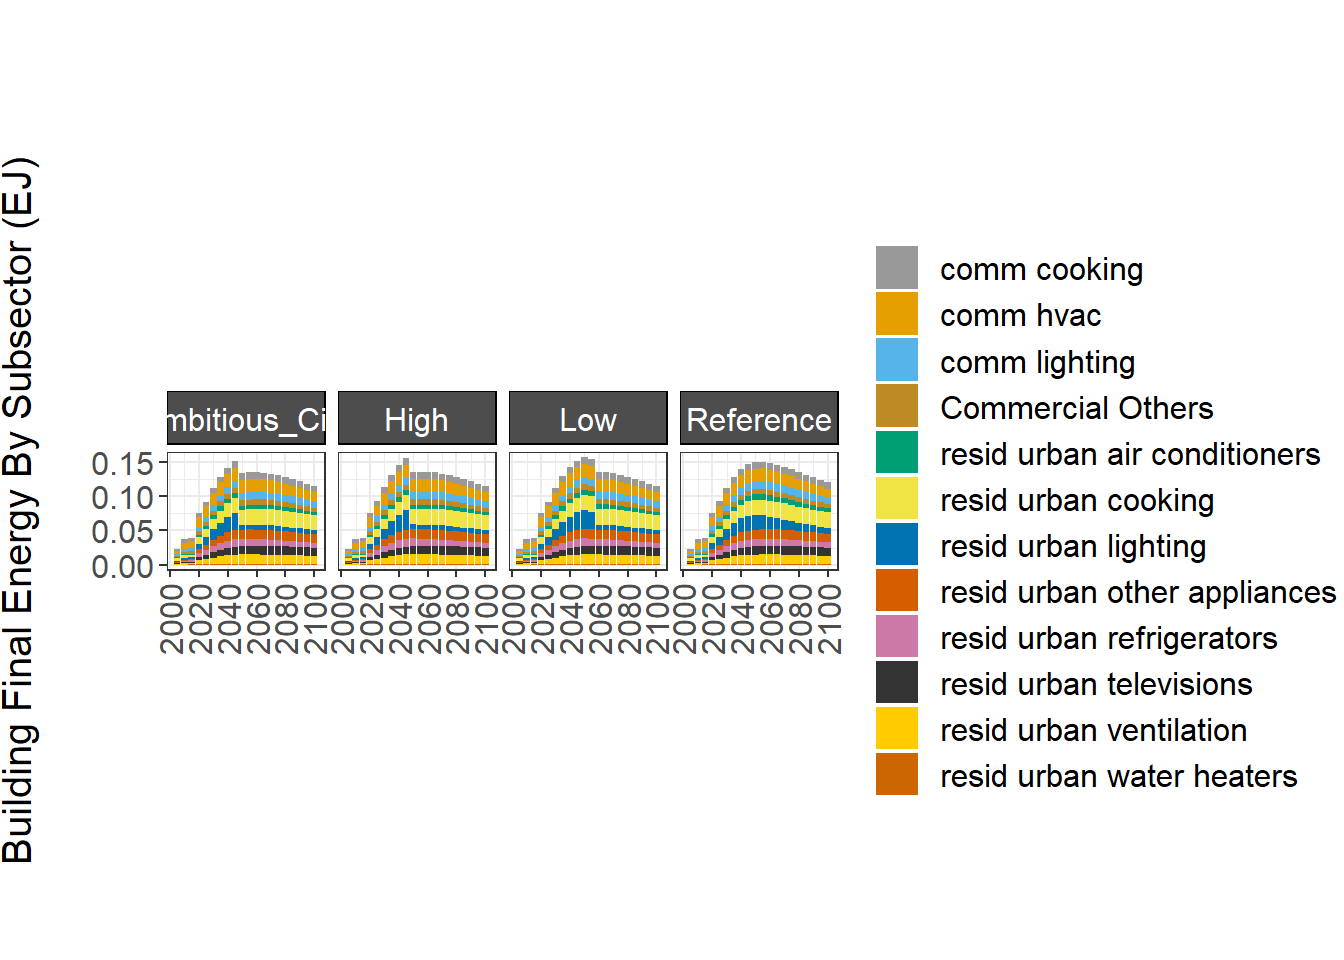 Building Final Energy By Subsector (EJ)
mbitious_Ci
High
Low
Reference
0.15
0.10
0.05
0.00
2000
2020
2040
2060
2080
2100
2000
2020
2040
2060
2080
2100
2000
2020
2040
2060
2080
2100
2000
2020
2040
2060
2080
2100
comm cooking
comm hvac
comm lighting
Commercial Others
resid urban air conditioners
resid urban cooking
resid urban lighting
resid urban other appliances
resid urban refrigerators
resid urban televisions
resid urban ventilation
resid urban water heaters